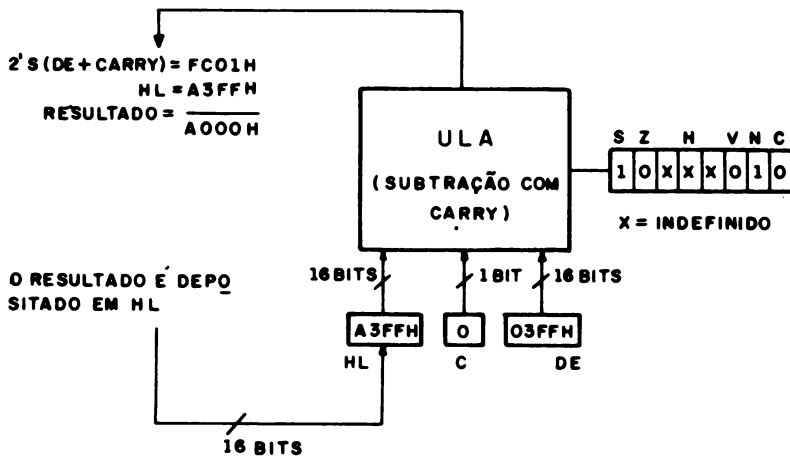 2'S(DE+CARRY)= FC01H
HL = A3FFH
RESULTADO =
A000H
ULA
(SUBTRAÇÃO COM
CARRY)
S Z H V N C
1 0 X X X 0 1 0
X = INDEFINIDO
16 BITS
1 BIT
16 BITS
A3FFH
0
03FFH
HL
C
DE
O RESULTADO É DEPO
SITADO EM HL
16 BITS